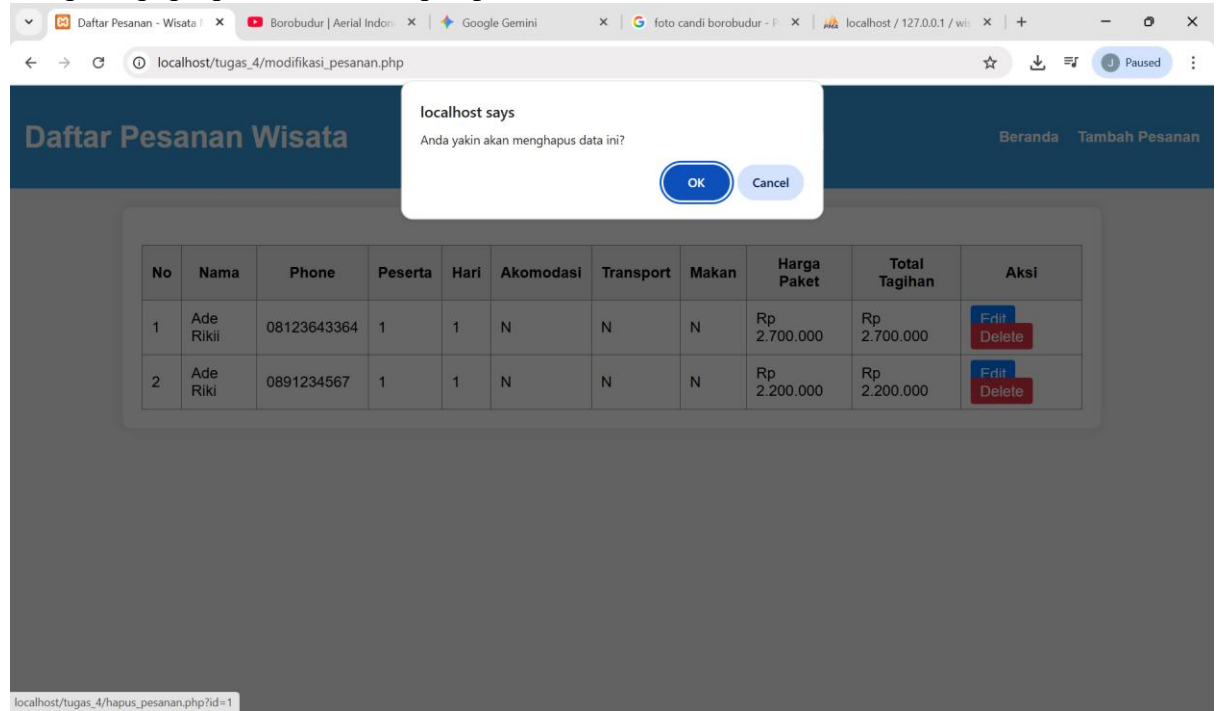 Daftar Pesanan - Wisata
Borobudur | Aerial Indon
Google Gemini
foto candi borobudur - P
localhost / 127.0.0.1 / wis
localhost/tugas_4/modifikasi_pesanan.php
J Paused
localhost says
Anda yakin akan menghapus data ini?
OK Cancel
Daftar Pesanan Wisata
Beranda Tambah Pesanan
No Nama Phone Peserta Hari Akomodasi Transport Makan Harga Paket Total Tagihan Aksi
1 Ade Rikii 08123643364 1 1 N N N Rp 2.700.000 Rp 2.700.000 Edit Delete
2 Ade Riki 0891234567 1 1 N N N Rp 2.200.000 Rp 2.200.000 Edit Delete
localhost/tugas_4/hapus_pesanan.php?id=1